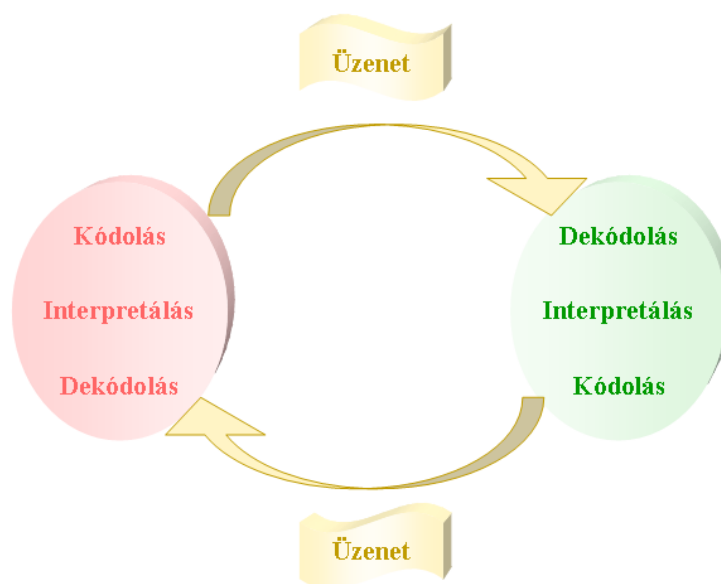 Üzenet
Kódolás
Interpretálás
Dekódolás
Dekódolás
Interpretálás
Kódolás
Üzenet